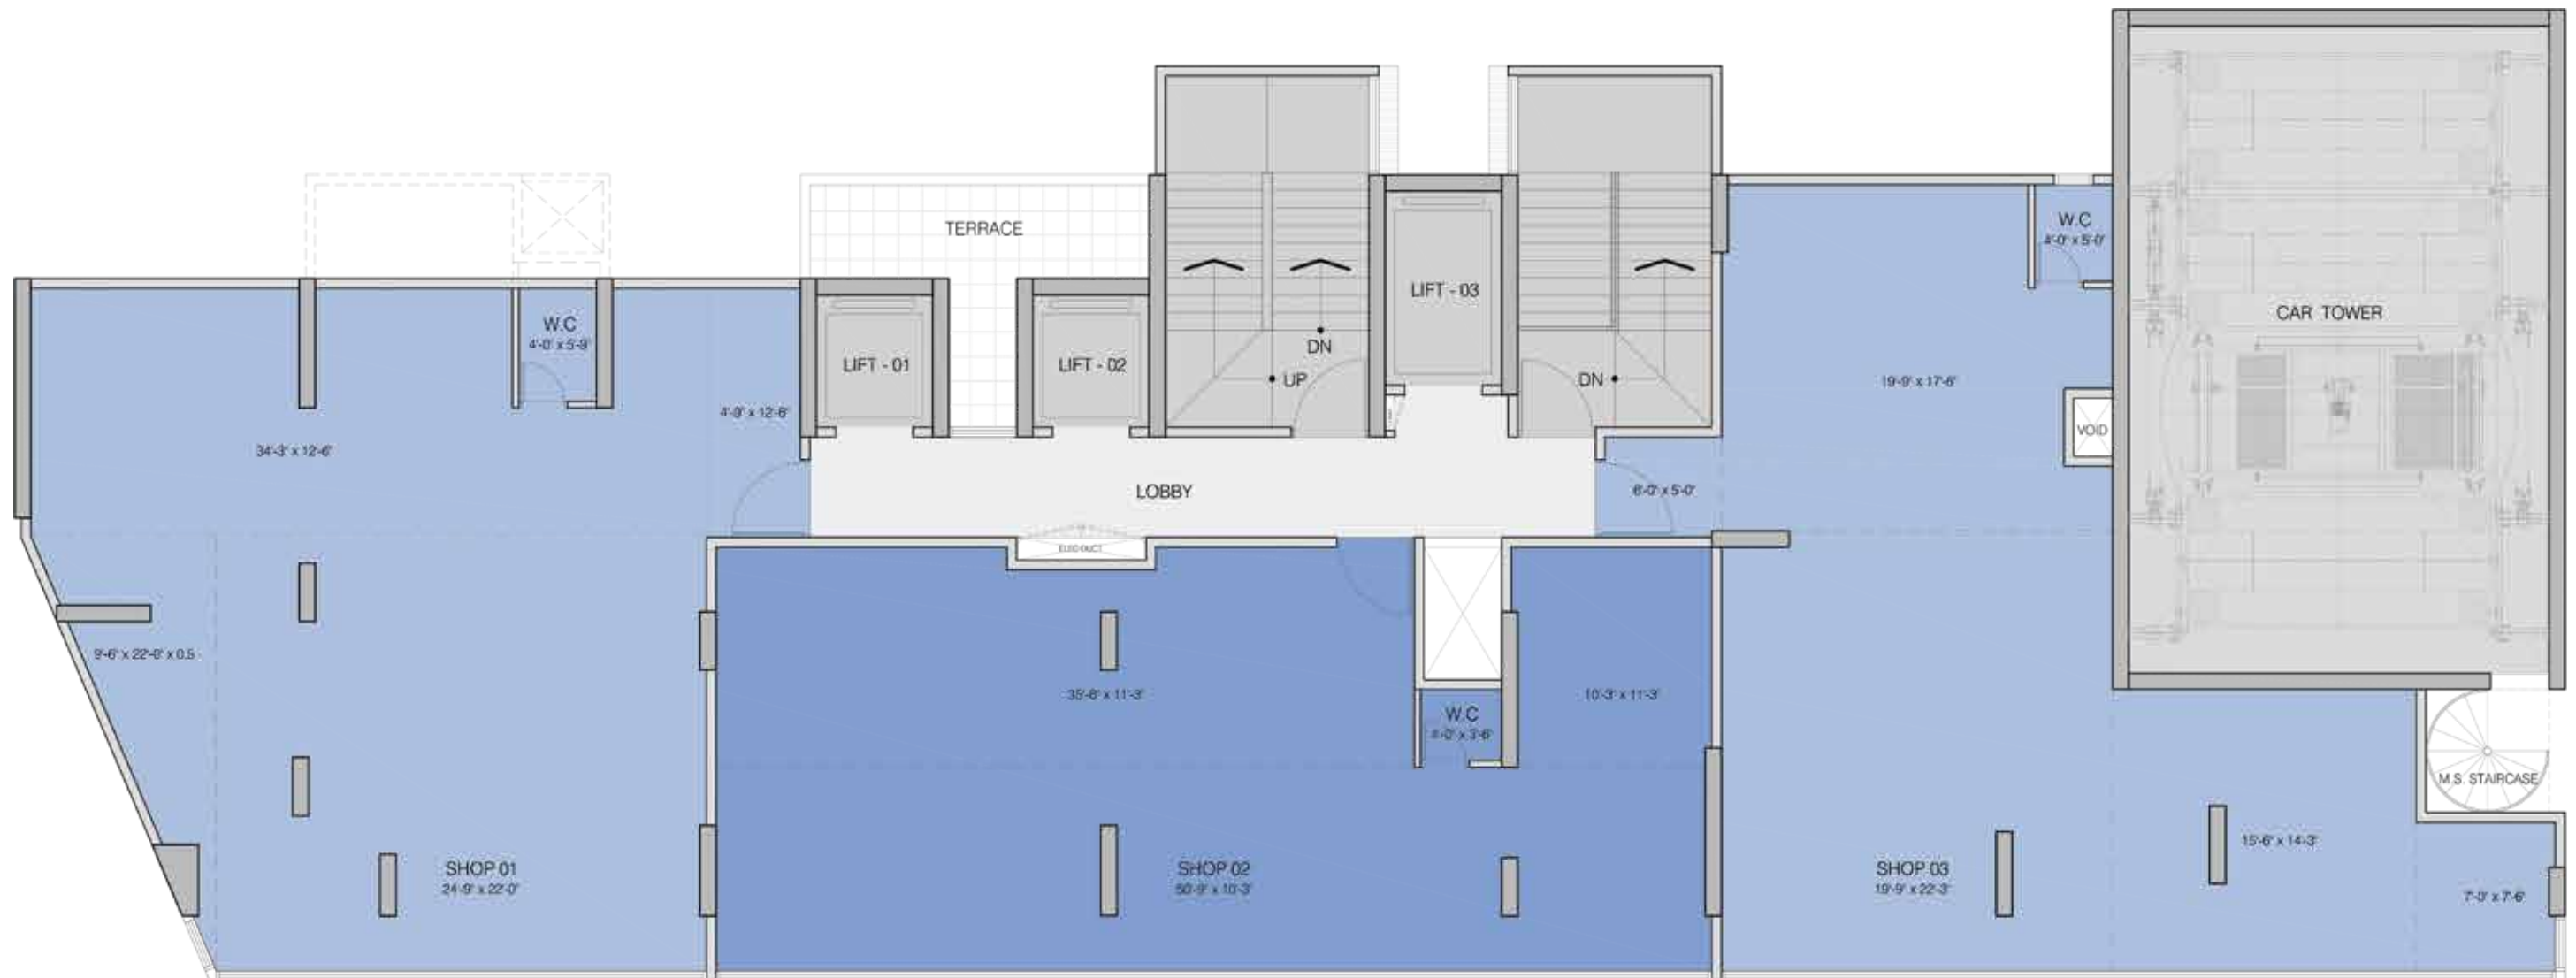 TERRACE
W.C
4'-0" x 5'-0"
LIFT - 03
CAR TOWER
W.C
4'-0" x 5'-9"
LIFT - 01
LIFT - 02
DN
UP
DN
19'-9" x 17'-6"
4'-9" x 12'-6"
VOID
34'-3" x 12'-6"
LOBBY
6'-0" x 5'-0"
ELEC DUCT
9'-6" x 22'-0" x 0.5
35'-6" x 11'-3"
10'-3" x 11'-3"
W.C
4'-0" x 3'-6"
M.S. STAIRCASE
15'-6" x 14'-3"
SHOP 01
24'-9" x 22'-0"
SHOP 02
50'-9" x 10'-3"
SHOP 03
19'-9" x 22'-3"
7'-0" x 7'-6"